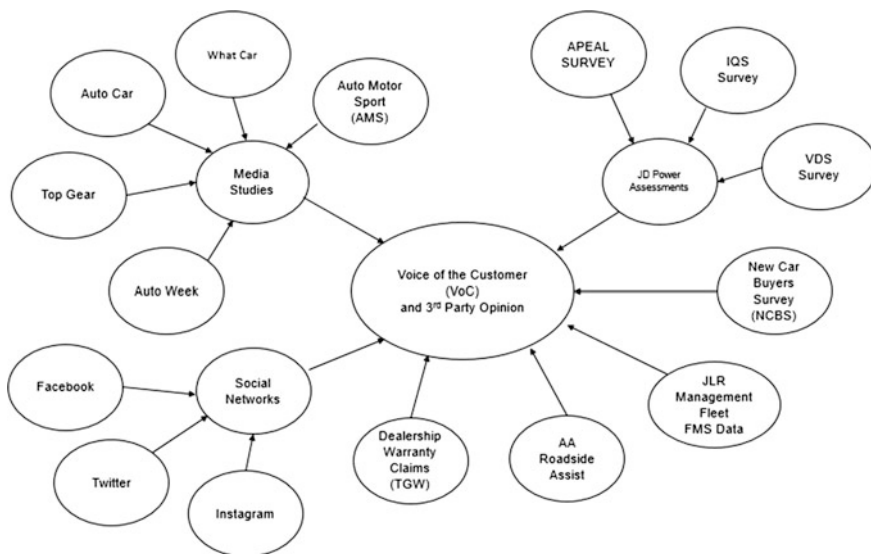 What Car
Auto Car
Auto Motor
Sport
(AMS)
Media
Studies
Top Gear
Auto Week
APEAL
SURVEY
IQS
Survey
VDS
Survey
JD Power
Assessments
Voice of the Customer
(VoC)
and 3rd Party Opinion
New Car
Buyers
Survey
(NCBS)
Facebook
Social
Networks
Twitter
Instagram
Dealership
Warranty
Claims
(TGW)
AA
Roadside
Assist
JLR
Management
Fleet
FMS Data